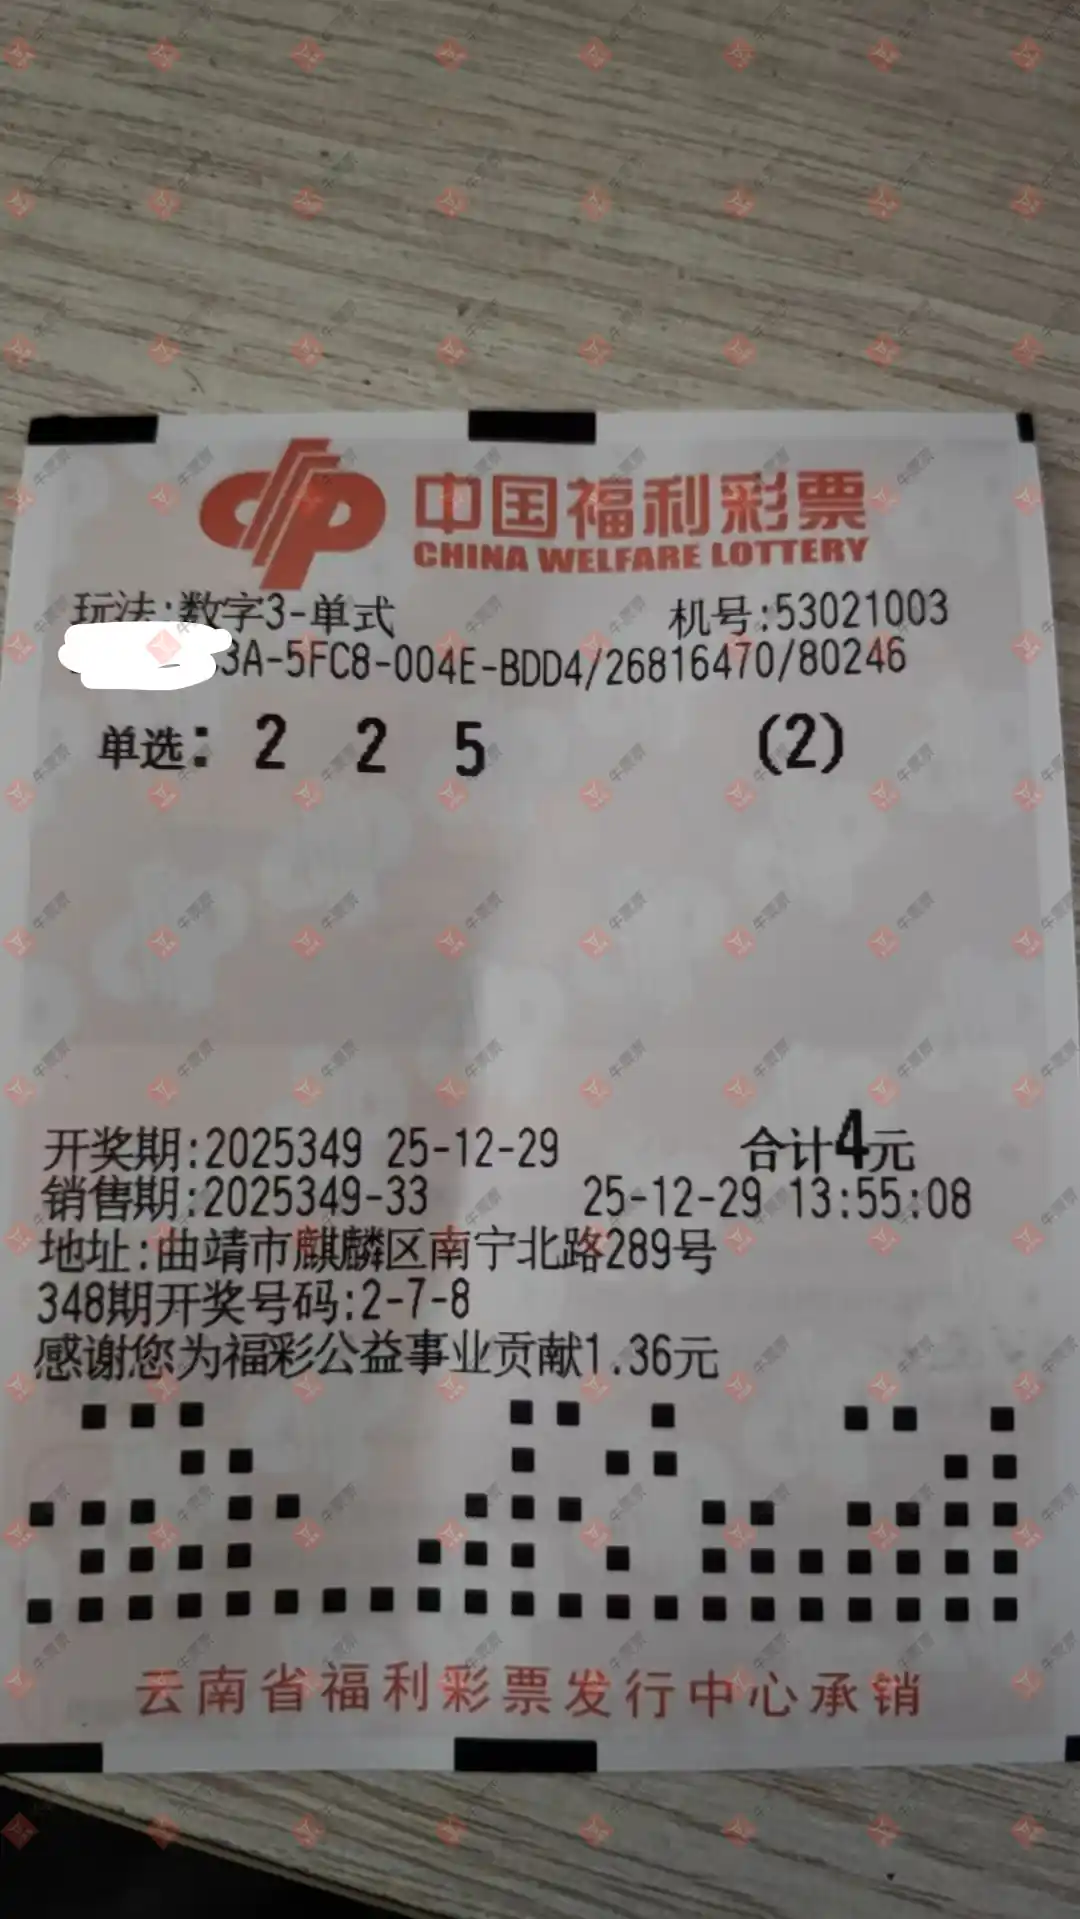 中国福利彩票
CHINA WELFARE LOTTERY
玩法:数字3-单式 机号:53021003
3A-5FC8-004E-BDD4/26816470/80246
单选: 2 2 5 (2)
开奖期:2025349 25-12-29 合计4元
销售期:2025349-33 25-12-29 13:55:08
地址:曲靖市麒麟区南宁北路289号
348期开奖号码:2-7-8
感谢您为福彩公益事业贡献1.36元
云南省福利彩票发行中心承销